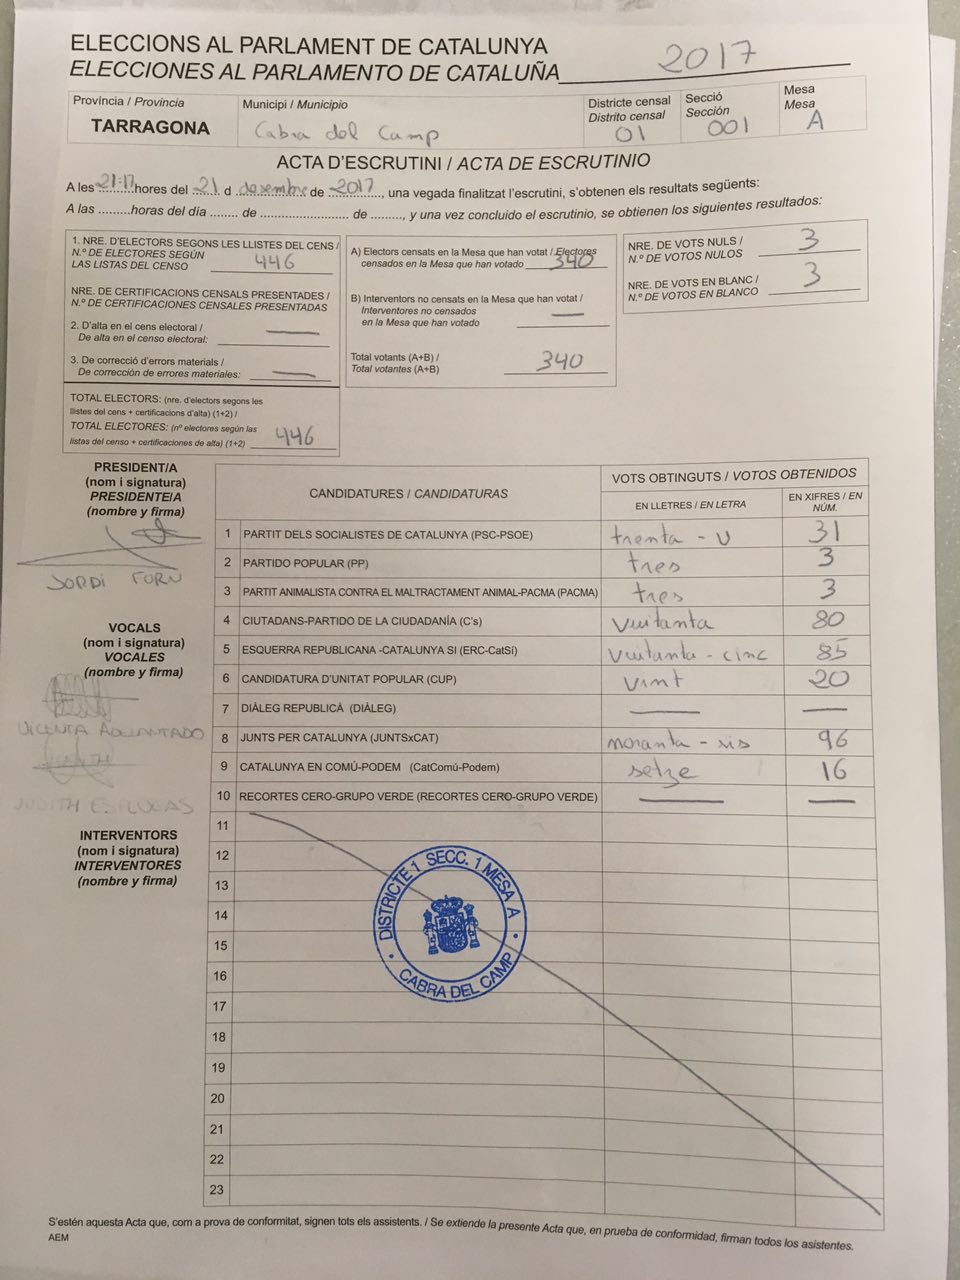 ELECCIONS AL PARLAMENT DE CATALUNYA
ELECCIONES AL PARLAMENTO DE CATALUÑA 2017
Província / Provincia
TARRAGONA
Municipi / Municipio
Cabra del Camp
Districte censal
Distrito censal
01
Secció
Sección
001
Mesa
Mesa
A
ACTA D'ESCRUTINI / ACTA DE ESCRUTINIO
A les 21:17 hores del 21 d desembre de 2017, una vegada finalitzat l'escrutini, s'obtenen els resultats següents:
A las .........horas del día ........ de ......................... de ........., y una vez concluido el escrutinio, se obtienen los siguientes resultados:
1. NRE. D'ELECTORS SEGONS LES LLISTES DEL CENS /
N.º DE ELECTORES SEGÚN
LAS LISTAS DEL CENSO 446
NRE. DE CERTIFICACIONS CENSALS PRESENTADES /
N.º DE CERTIFICACIONES CENSALES PRESENTADAS
2. D'alta en el cens electoral /
De alta en el censo electoral: —
3. De correcció d'errors materials /
De corrección de errores materiales: —
TOTAL ELECTORS: (nre. d'electors segons les
llistes del cens + certificacions d'alta) (1+2) /
TOTAL ELECTORES: (nº electores según las
listas del censo + certificaciones de alta) (1+2) 446
A) Electors censats en la Mesa que han votat / Electores
censados en la Mesa que han votado 340
B) Interventors no censats en la Mesa que han votat /
Interventores no censados
en la Mesa que han votado —
Total votants (A+B) /
Total votantes (A+B) 340
NRE. DE VOTS NULS /
N.º DE VOTOS NULOS 3
NRE. DE VOTS EN BLANC /
N.º DE VOTOS EN BLANCO 3
PRESIDENT/A
(nom i signatura)
PRESIDENTE/A
(nombre y firma)
JORDI TORN
VOCALS
(nom i signatura)
VOCALES
(nombre y firma)
VICENTA ADELANTADO
JUDITH
INTERVENTORS
(nom i signatura)
INTERVENTORES
(nombre y firma)
CANDIDATURES / CANDIDATURAS
VOTS OBTINGUTS / VOTOS OBTENIDOS
EN LLETRES / EN LETRA
EN XIFRES / EN NÚM.
1 PARTIT DELS SOCIALISTES DE CATALUNYA (PSC-PSOE) trenta - u 31
2 PARTIDO POPULAR (PP) tres 3
3 PARTIT ANIMALISTA CONTRA EL MALTRACTAMENT ANIMAL-PACMA (PACMA) tres 3
4 CIUTADANS-PARTIDO DE LA CIUDADANÍA (C's) vuitanta 80
5 ESQUERRA REPUBLICANA -CATALUNYA SI (ERC-CatSí) vuitanta - cinc 85
6 CANDIDATURA D'UNITAT POPULAR (CUP) vint 20
7 DIÀLEG REPUBLICÀ (DIÀLEG) — —
8 JUNTS PER CATALUNYA (JUNTSxCAT) noranta - sis 96
9 CATALUNYA EN COMÚ-PODEM (CatComú-Podem) setze 16
10 RECORTES CERO-GRUPO VERDE (RECORTES CERO-GRUPO VERDE) — —
11
12
13
14
15
16
17
18
19
20
21
22
23
DISTRICTE 1 SECC. 1 MESA A
CABRA DEL CAMP
S'estén aquesta Acta que, com a prova de conformitat, signen tots els assistents. / Se extiende la presente Acta que, en prueba de conformidad, firman todos los asistentes.
AEM